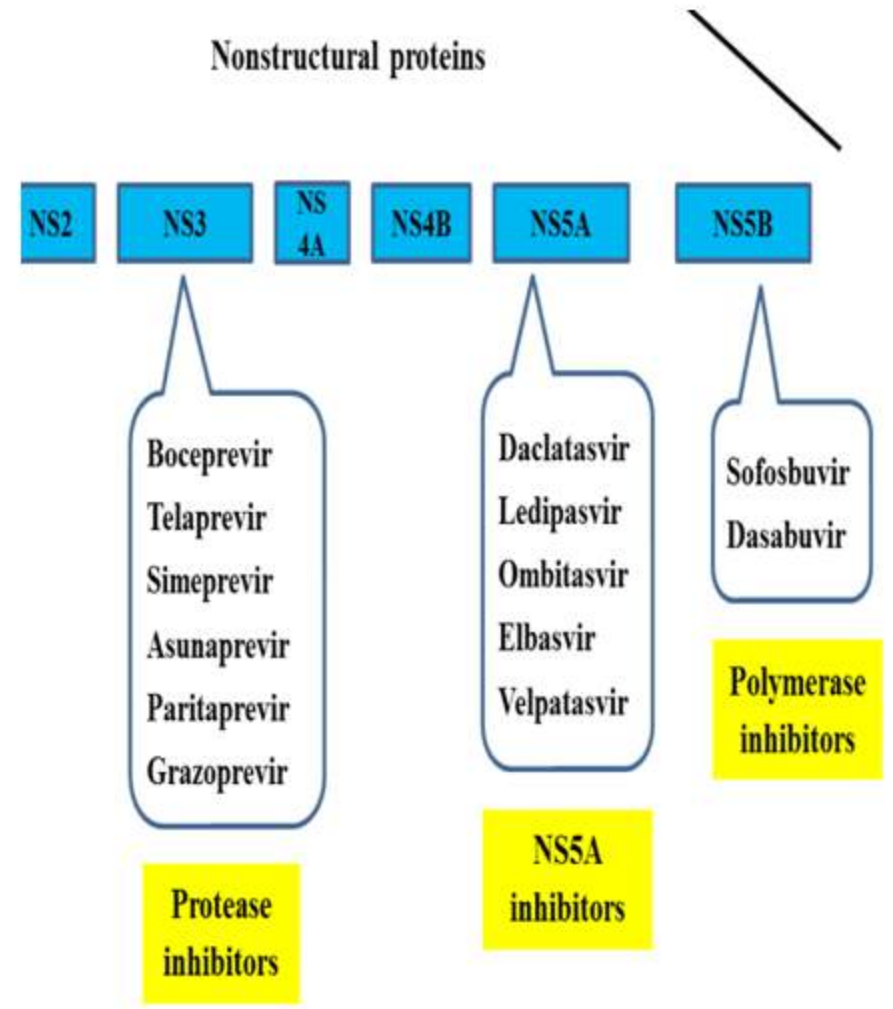 Nonstructural proteins
NS2
NS3
NS
4A
NS4B
NS5A
NS5B
Boceprevir
Telaprevir
Simeprevir
Asunaprevir
Paritaprevir
Grazoprevir
Protease
inhibitors
Daclatasvir
Ledipasvir
Ombitasvir
Elbasvir
Velpatasvir
NS5A
inhibitors
Sofosbuvir
Dasabuvir
Polymerase
inhibitors